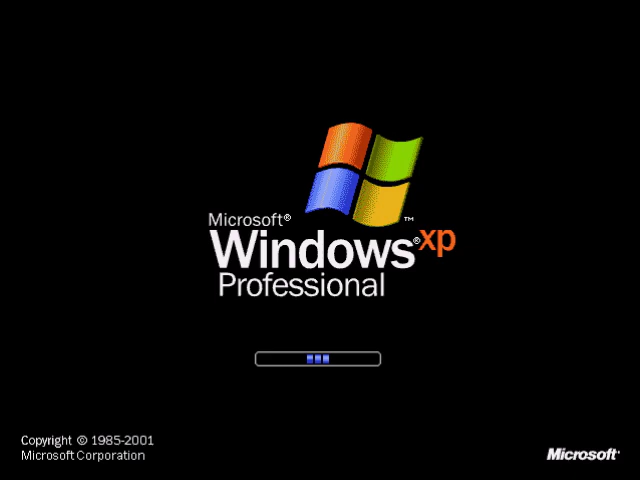 Microsoft®
Windows® xp
Professional
™
Copyright © 1985-2001
Microsoft Corporation
Microsoft